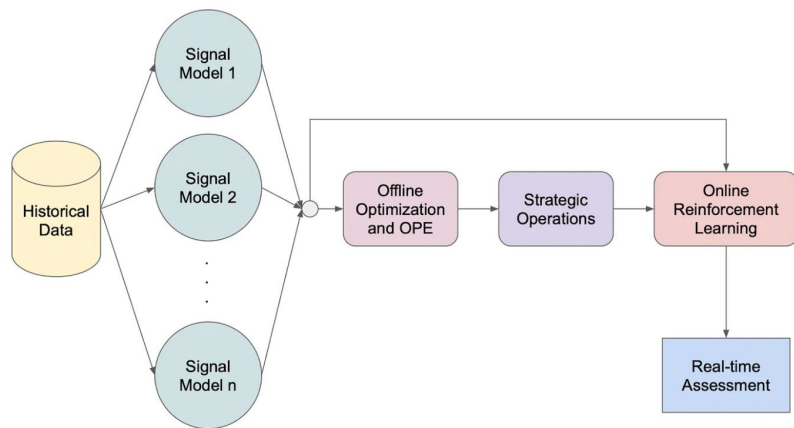 Historical
Data
Signal
Model 1
Signal
Model 2
.
.
.
Signal
Model n
Offline
Optimization
and OPE
Strategic
Operations
Online
Reinforcement
Learning
Real-time
Assessment